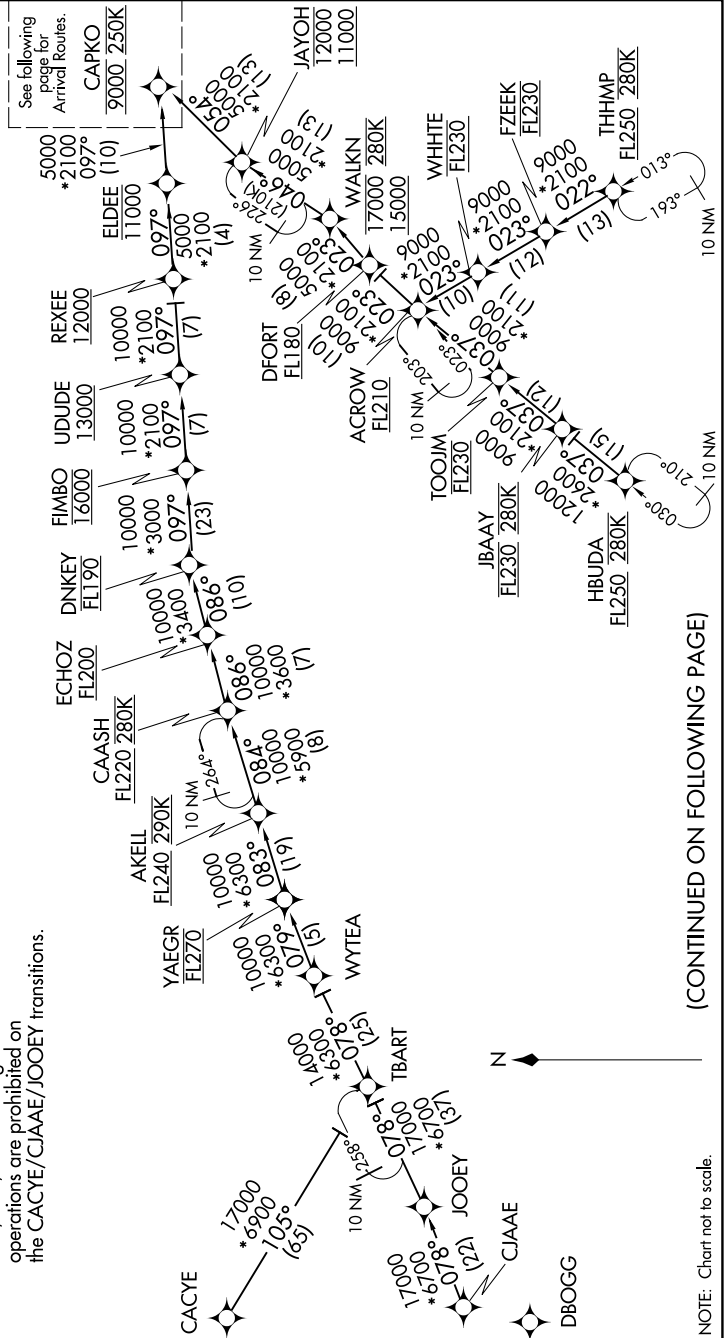 operations are prohibited on
the CACYE/CJAAE/JOOEY transitions.
See following
page for
Arrival Routes.
CAPKO
9000 250K
5000
*2100
097°
(10)
ELDEE
11000
097°
5000
*2100
(4)
REXEE
12000
10000
*2100
097°
(7)
UDUDE
13000
10000
*2100
097°
(7)
FIMBO
16000
10000
*3000
097°
(23)
DNKEY
FL190
10000
*3400
086°
(10)
ECHOZ
FL200
086°
10000
*3600
(7)
CAASH
FL220 280K
10 NM
264°
084°
10000
*5900
(8)
AKELL
FL240 290K
10000
*6300
083°
(19)
YAEGR
FL270
10000
*6300
079°
(5)
WYTEA
14000
*6300
078°
(25)
TBART
10 NM
258°
078°
17000
*6700
(37)
JOOEY
17000
*6700
078°
(22)
CJAAE
CACYE
17000
*6900
105°
(65)
DBOGG
054°
5000
*2100
(13)
JAYOH
12000
11000
10 NM
226°
(210K)
046°
5000
*2100
(13)
WALKN
17000 280K
15000
023°
*2100
5000
(8)
DFORT
FL180
023°
*2100
9000
(10)
ACROW
FL210
10 NM
203°
023°
9000
*2100
023°
(10)
WHHTE
FL230
9000
*2100
023°
(12)
FZEEK
FL230
9000
*2100
022°
(13)
THHMP
FL250 280K
013°
193°
10 NM
037°
9000
*2100
(11)
TOOJM
FL230
9000
*2100
037°
(12)
JBAAY
FL230 280K
12000
*2600
037°
(15)
HBUDA
FL250 280K
030°
210°
10 NM
N
(CONTINUED ON FOLLOWING PAGE)
NOTE: Chart not to scale.